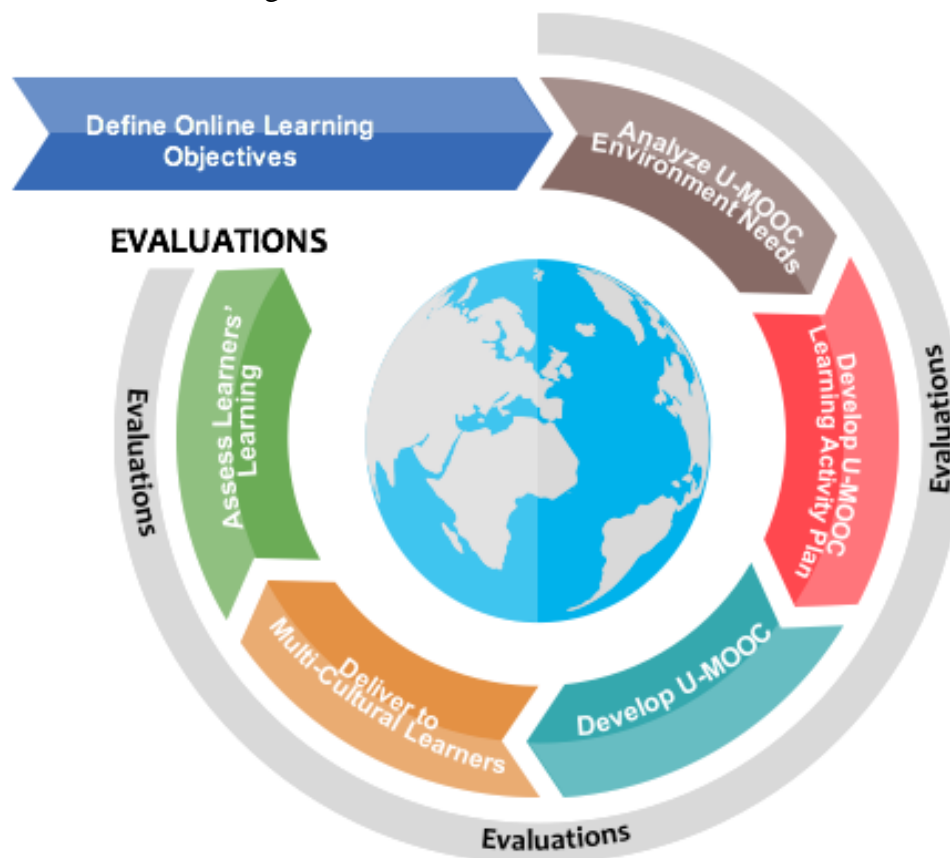 Define Online Learning
Objectives
Analyze U-MOOC
Environment Needs
Develop U-MOOC
Learning Activity Plan
Develop U-MOOC
Deliver to
Multi-Cultural Learners
Assess Learners'
Learning
EVALUATIONS
Evaluations
Evaluations
Evaluations